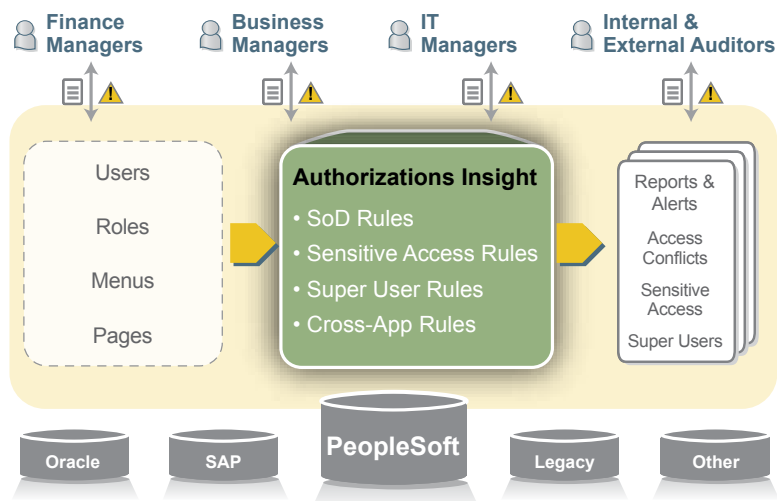 Finance
Managers
Business
Managers
IT
Managers
Internal &
External Auditors
Users
Roles
Menus
Pages
Authorizations Insight
• SoD Rules
• Sensitive Access Rules
• Super User Rules
• Cross-App Rules
Reports &
Alerts
Access
Conflicts
Sensitive
Access
Super Users
Oracle
SAP
PeopleSoft
Legacy
Other